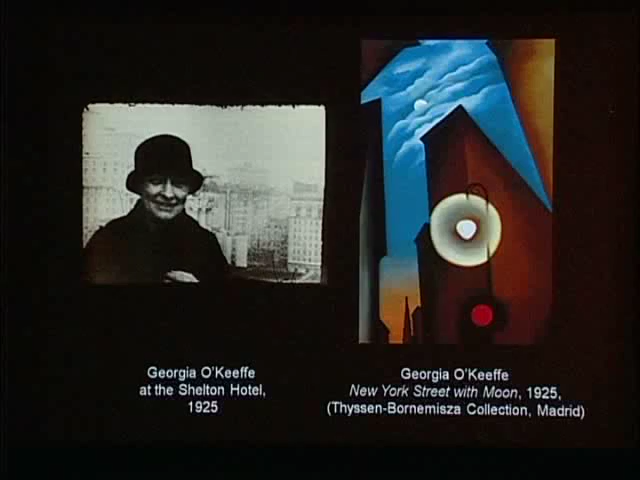 Georgia O'Keeffe
at the Shelton Hotel,
1925
Georgia O'Keeffe
New York Street with Moon, 1925,
(Thyssen-Bornemisza Collection, Madrid)